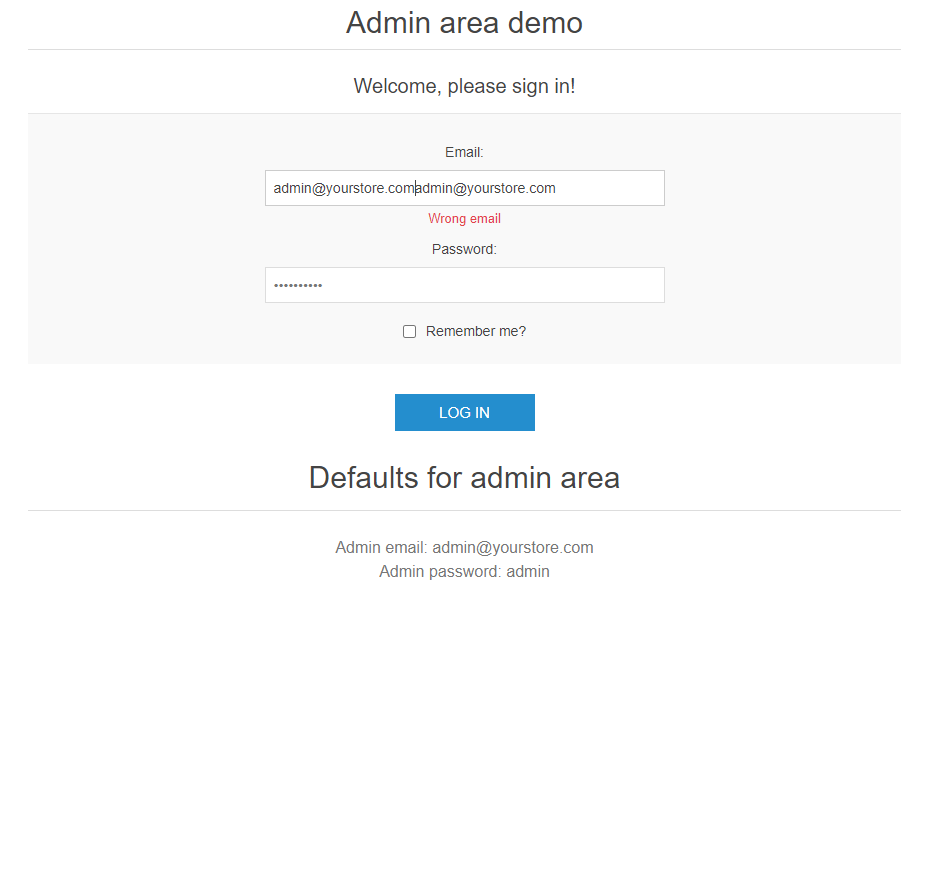 Admin area demo
Welcome, please sign in!
Email:
admin@yourstore.comadmin@yourstore.com
Wrong email
Password:
••••••••••
Remember me?
LOG IN
Defaults for admin area
Admin email: admin@yourstore.com
Admin password: admin